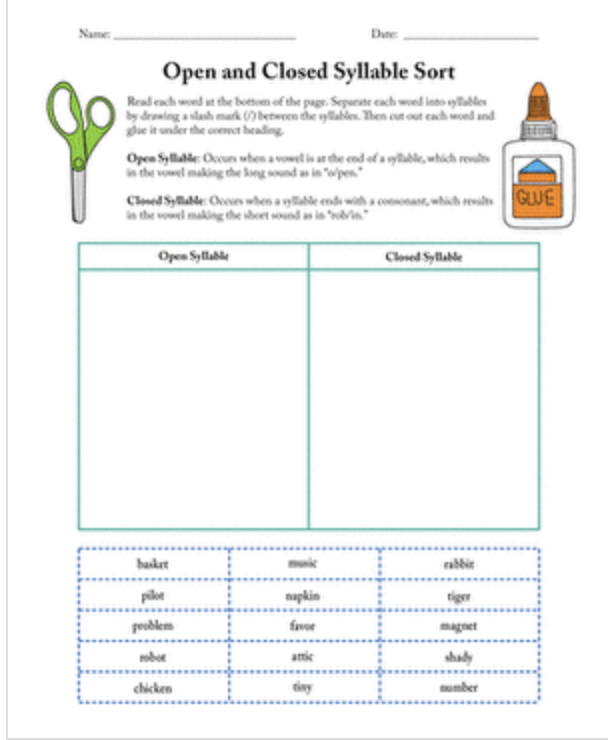 Name: Date:
Open and Closed Syllable Sort
Read each word at the bottom of the page. Separate each word into syllables
by drawing a slash mark (/) between the syllables. Then cut out each word and
glue it under the correct heading.
Open Syllable: Occurs when a vowel is at the end of a syllable, which results
in the vowel making the long sound as in "o/pen."
Closed Syllable: Occurs when a syllable ends with a consonant, which results
in the vowel making the short sound as in "rob/in."
GLUE
Open Syllable Closed Syllable
basket music rabbit
pilot napkin tiger
problem favor magnet
robot attic shady
chicken tiny number